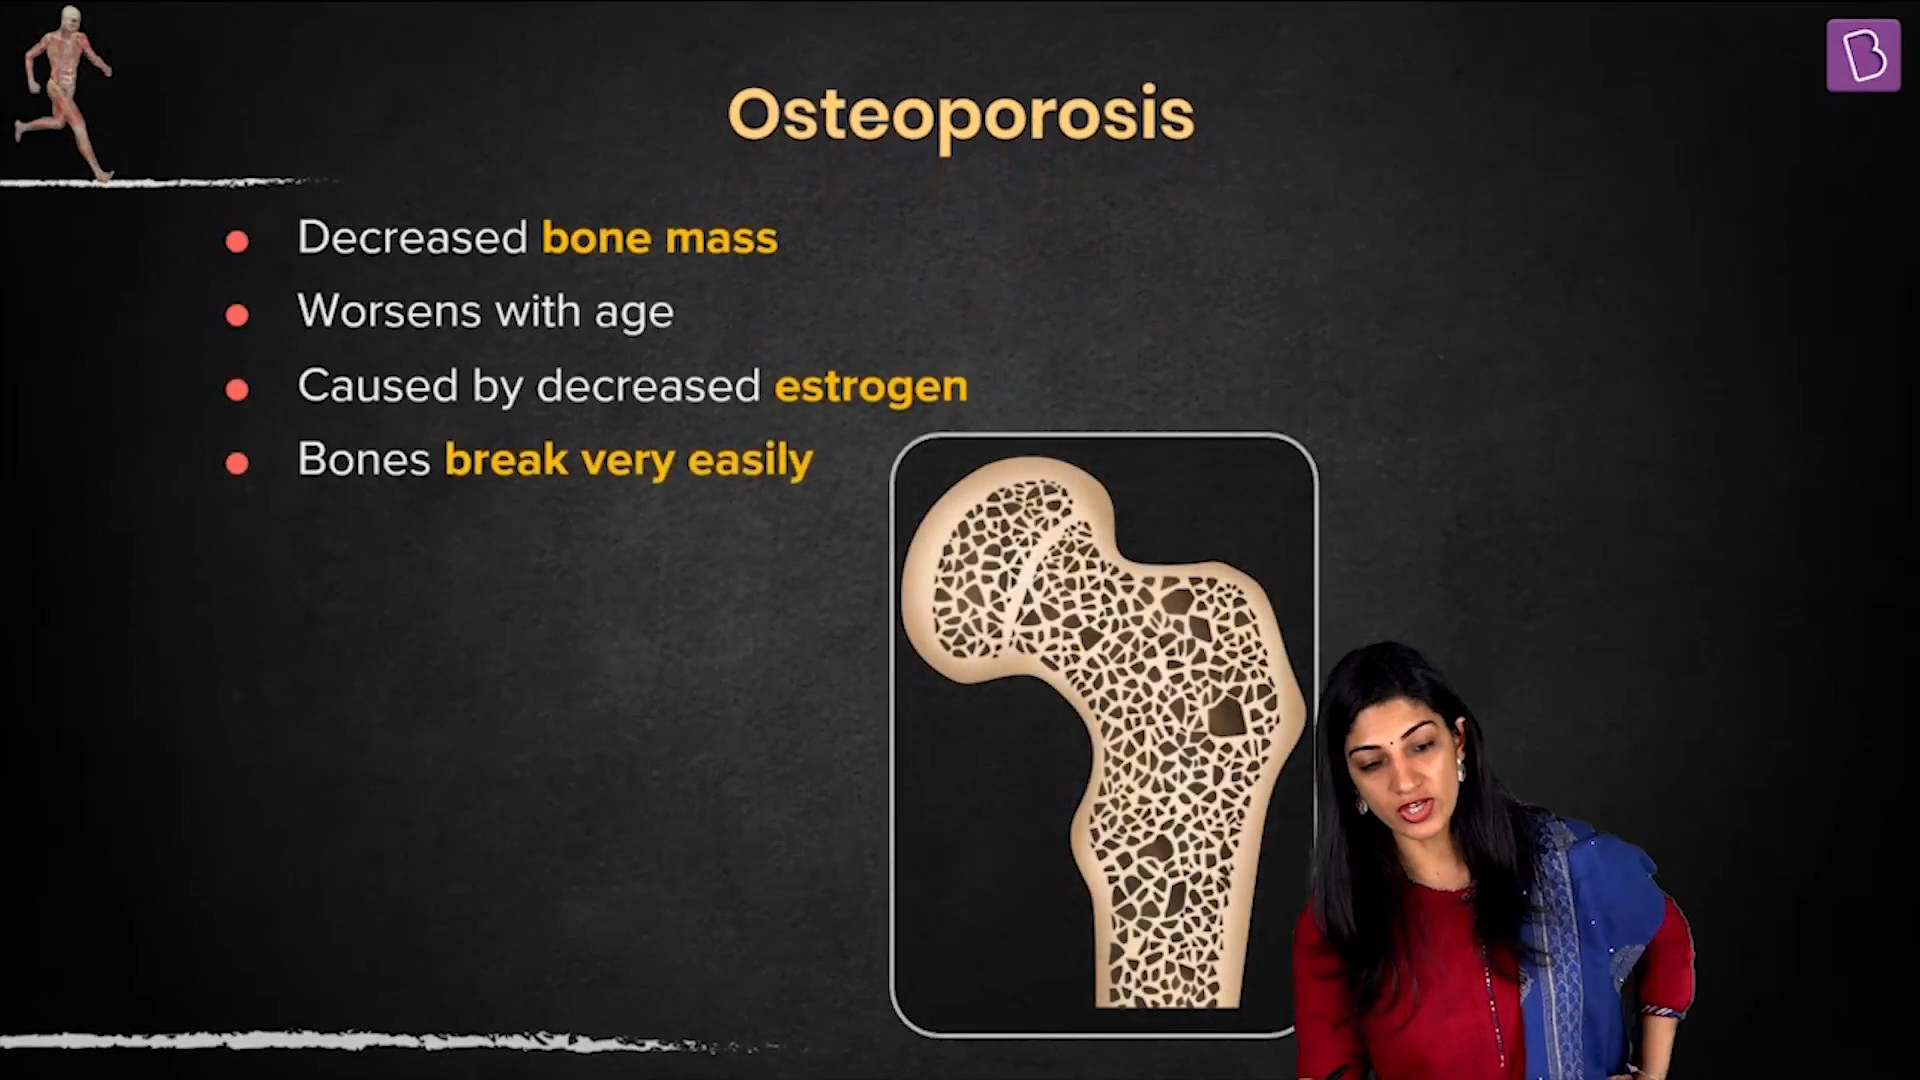 Osteoporosis
Decreased bone mass
Worsens with age
Caused by decreased estrogen
Bones break very easily
B